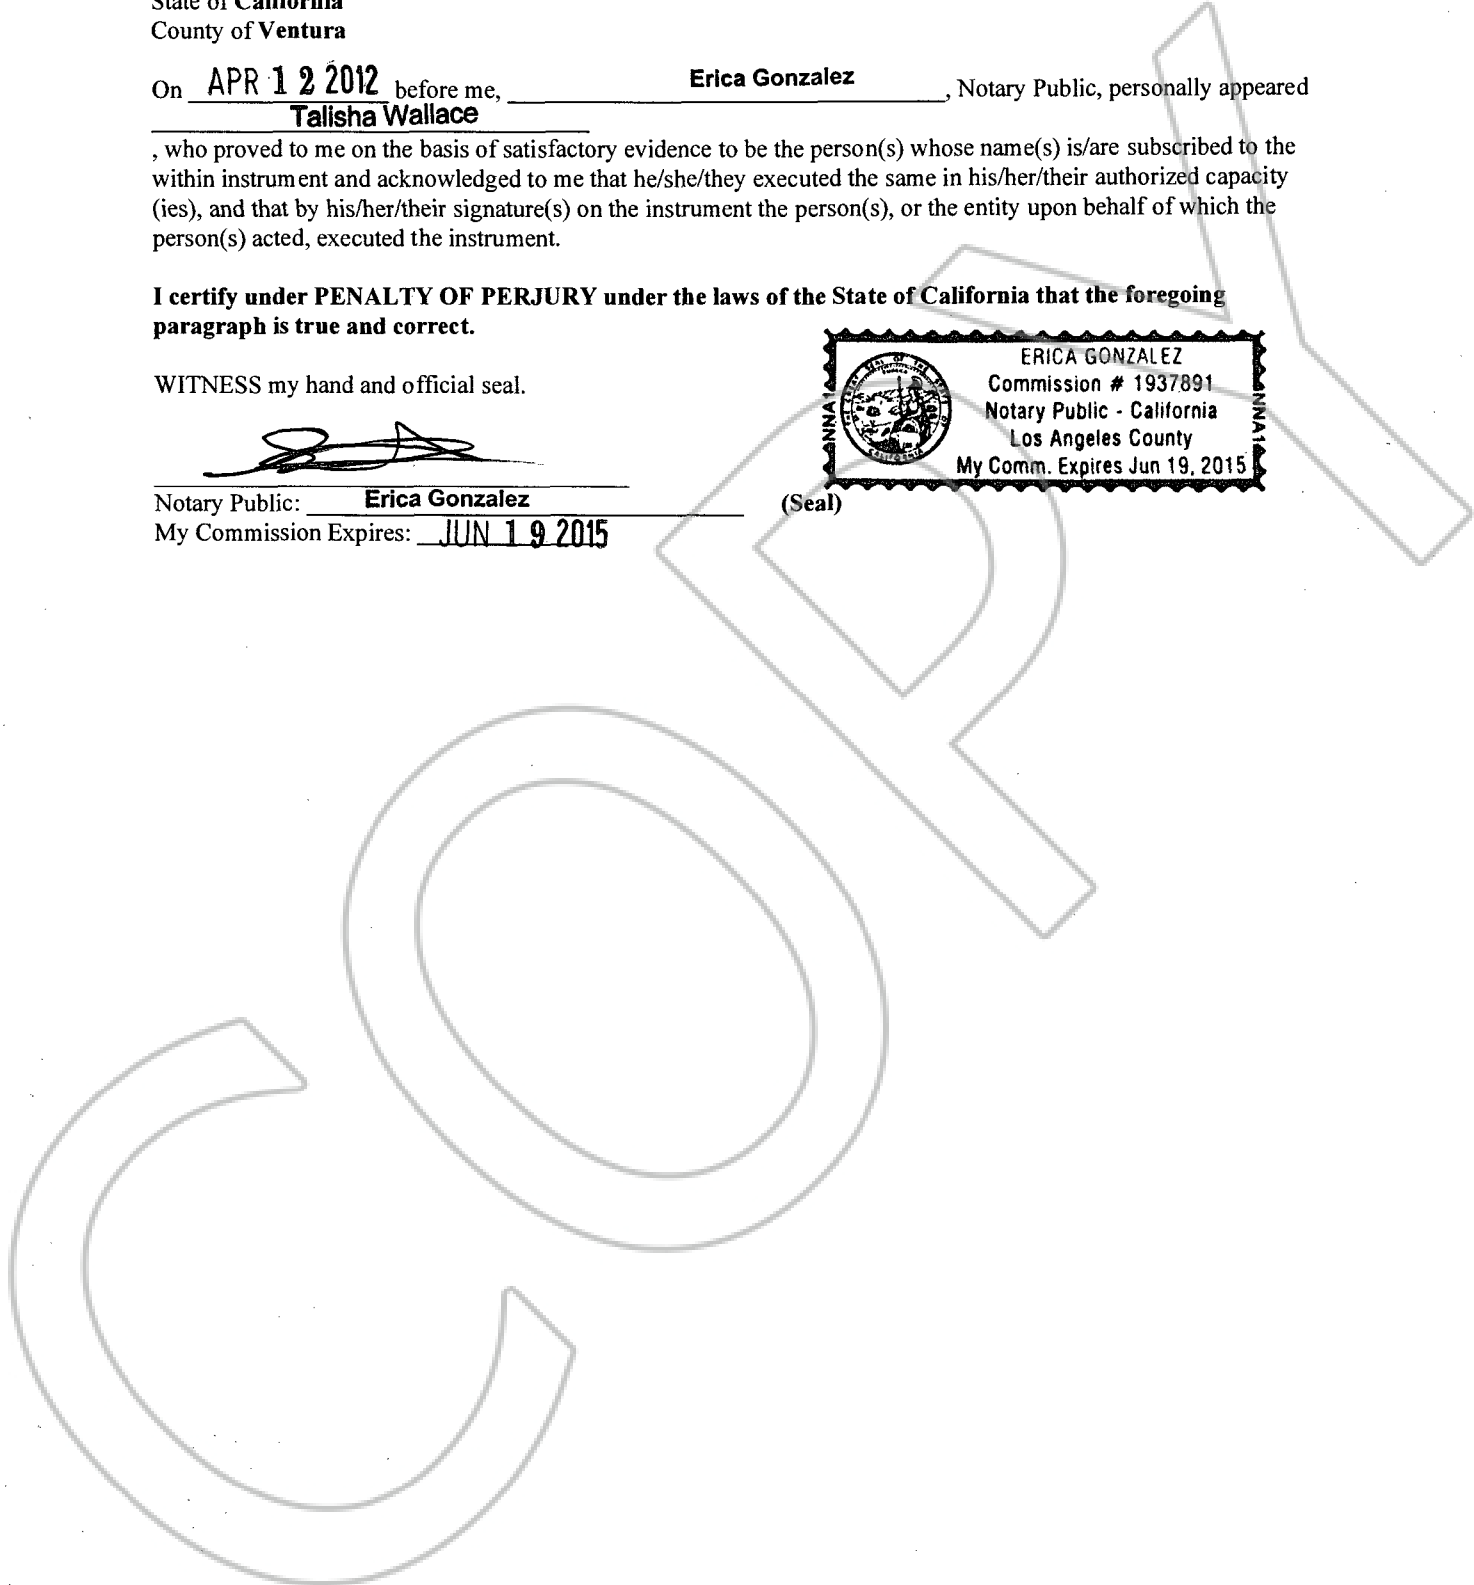 State of California
County of Ventura
On APR 12 2012 before me, Erica Gonzalez, Notary Public, personally appeared
Talisha Wallace
, who proved to me on the basis of satisfactory evidence to be the person(s) whose name(s) is/are subscribed to the
within instrument and acknowledged to me that he/she/they executed the same in his/her/their authorized capacity
(ies), and that by his/her/their signature(s) on the instrument the person(s), or the entity upon behalf of which the
person(s) acted, executed the instrument.
I certify under PENALTY OF PERJURY under the laws of the State of California that the foregoing
paragraph is true and correct.
WITNESS my hand and official seal.
ERICA GONZALEZ
Commission # 1937891
Notary Public - California
Los Angeles County
My Comm. Expires Jun 19, 2015
NNA1
NNA1
Notary Public: Erica Gonzalez
(Seal)
My Commission Expires: JUN 19 2015
COPY